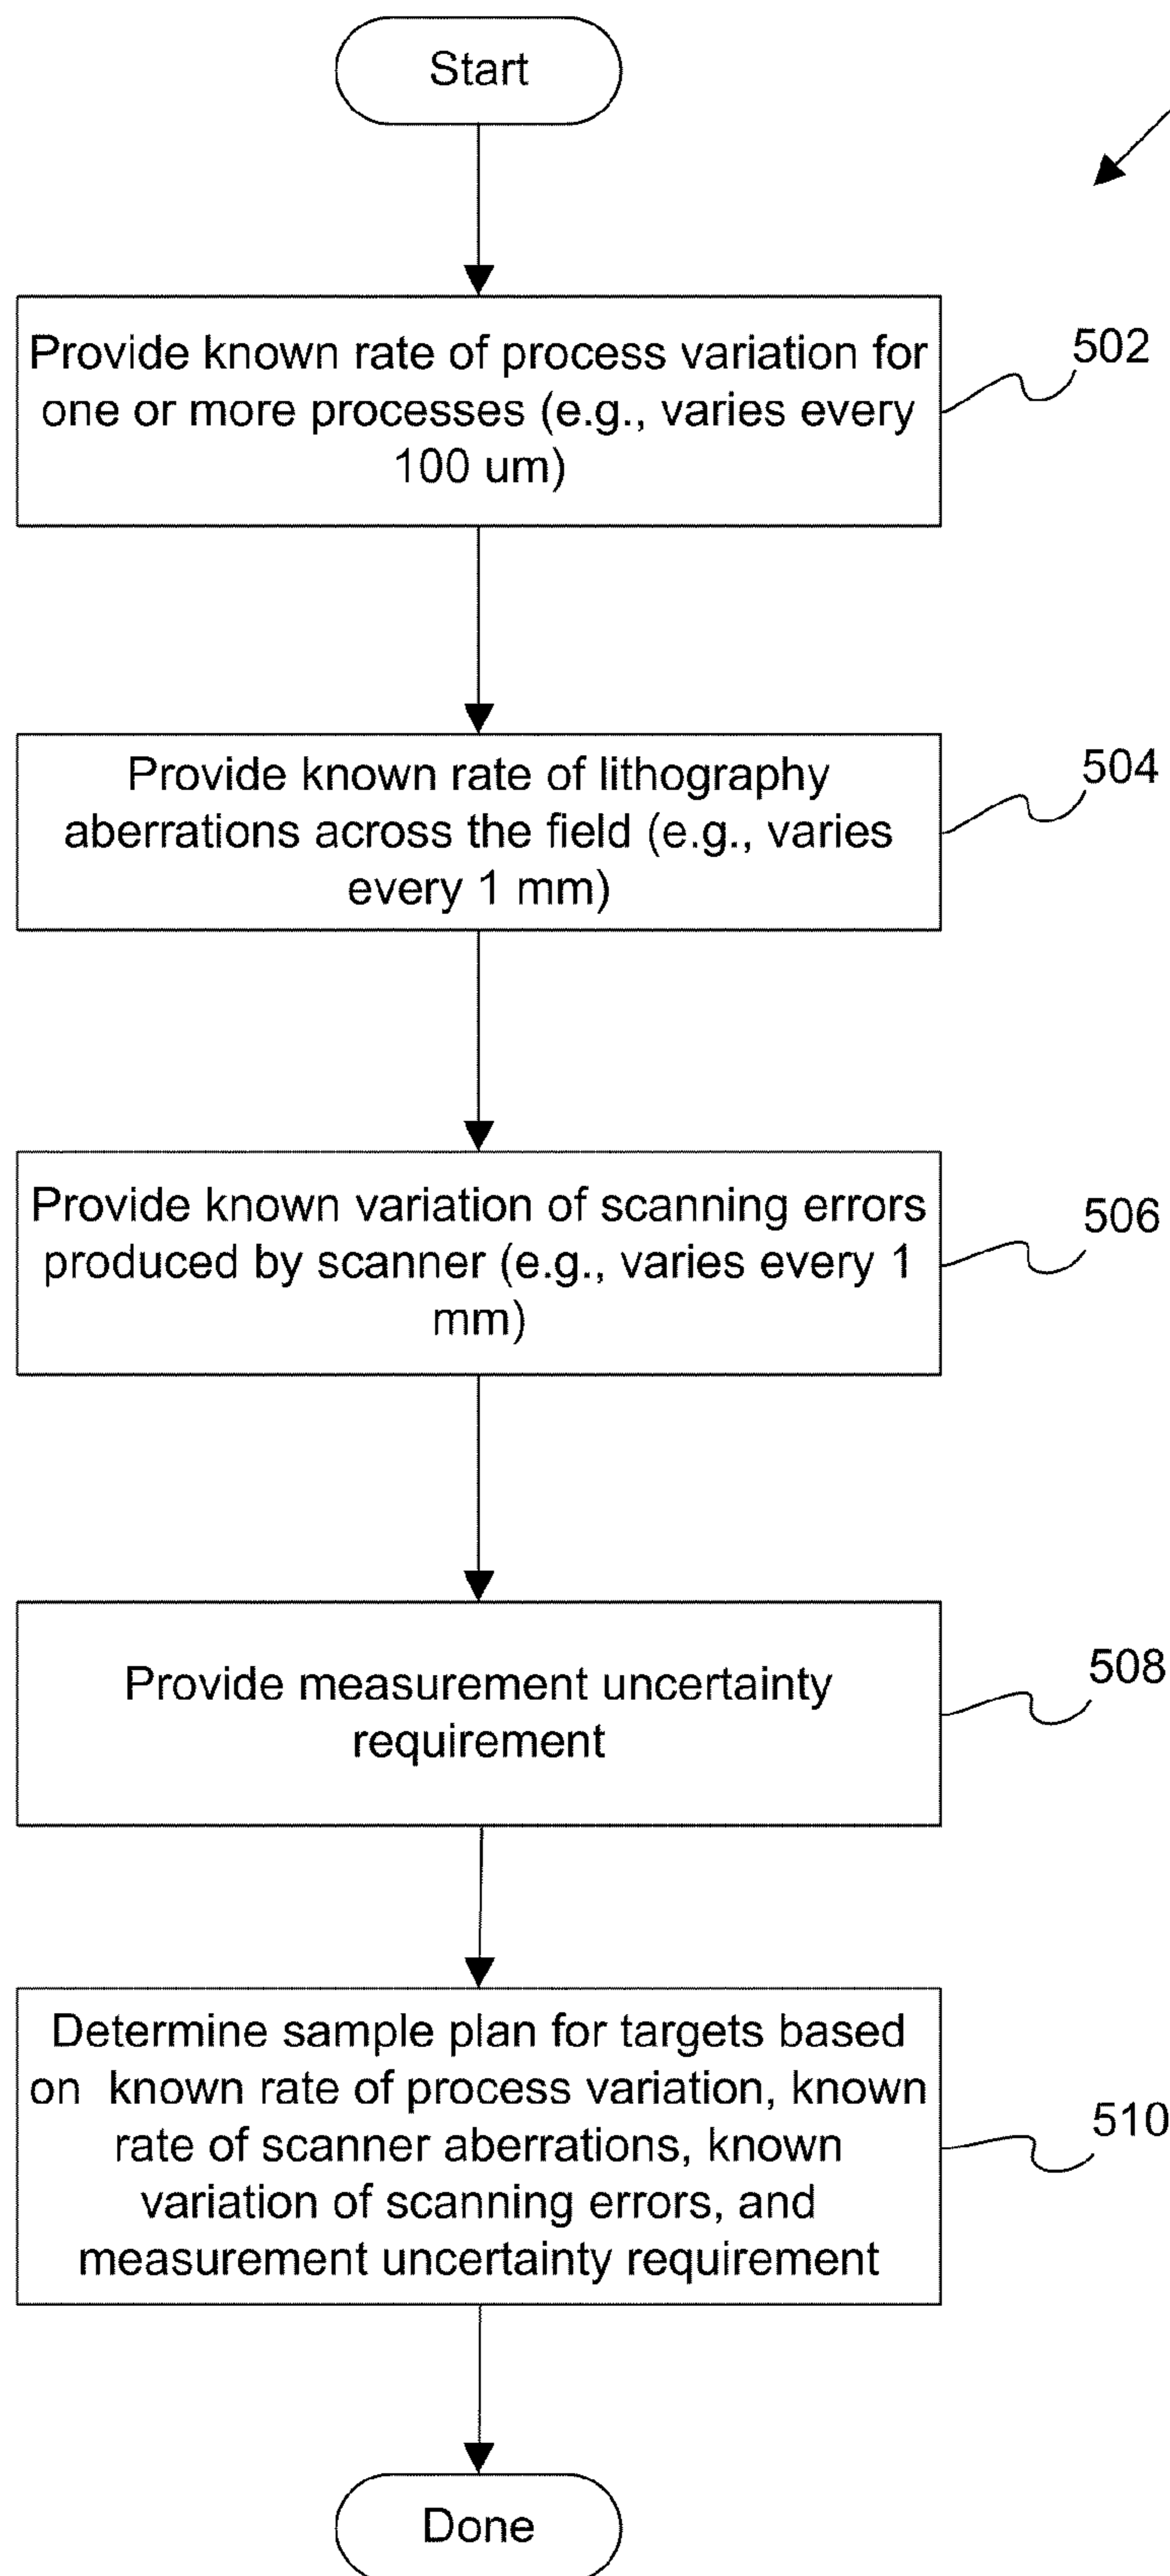 Start
Provide known rate of process variation for
one or more processes (e.g., varies every
100 um)
502
Provide known rate of lithography
aberrations across the field (e.g., varies
every 1 mm)
504
Provide known variation of scanning errors
produced by scanner (e.g., varies every 1
mm)
506
Provide measurement uncertainty
requirement
508
Determine sample plan for targets based
on known rate of process variation, known
rate of scanner aberrations, known
variation of scanning errors, and
measurement uncertainty requirement
510
Done